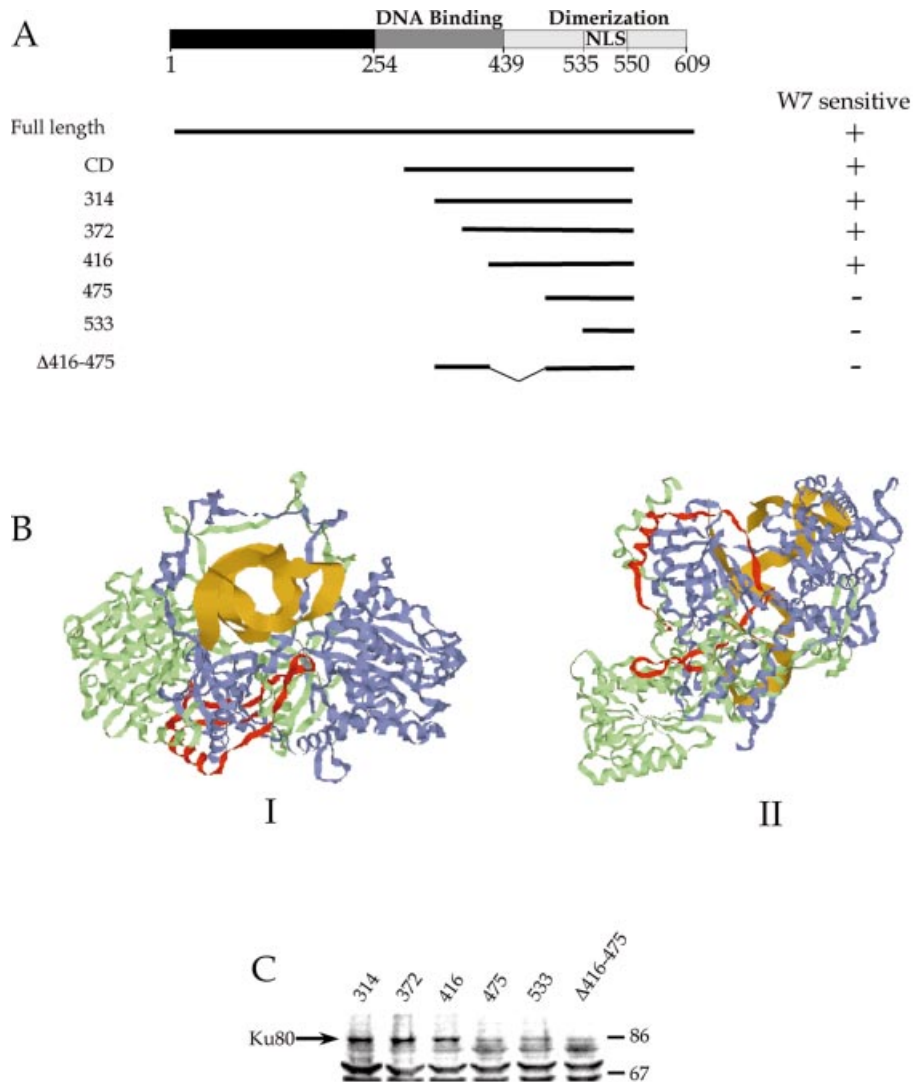 A
DNA Binding Dimerization
NLS
1 254 439 535 550 609
W7 sensitive
Full length +
CD +
314 +
372 +
416 +
475 -
533 -
Δ416-475 -
B
I II
C
314 372 416 475 533 Δ416-475
Ku80 86
67